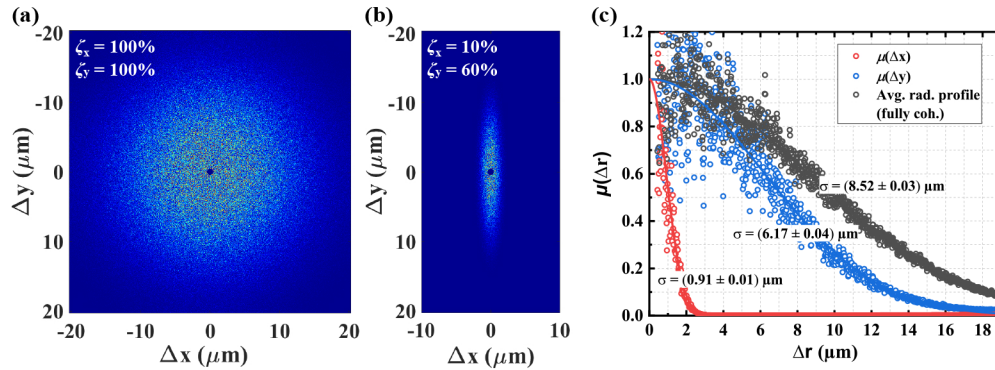 (a)
ζx = 100%
ζy = 100%
-20
-10
0
10
20
Δy (μm)
-20 -10 0 10 20
Δx (μm)
(b)
ζx = 10%
ζy = 60%
-20
-10
0
10
20
Δy (μm)
-10 0 10
Δx (μm)
(c)
1.2
1.0
0.8
0.6
0.4
0.2
0.0
μ(Δr)
μ(Δx)
μ(Δy)
Avg. rad. profile
(fully coh.)
σ = (8.52 ± 0.03) μm
σ = (6.17 ± 0.04) μm
σ = (0.91 ± 0.01) μm
0 2 4 6 8 10 12 14 16 18
Δr (μm)